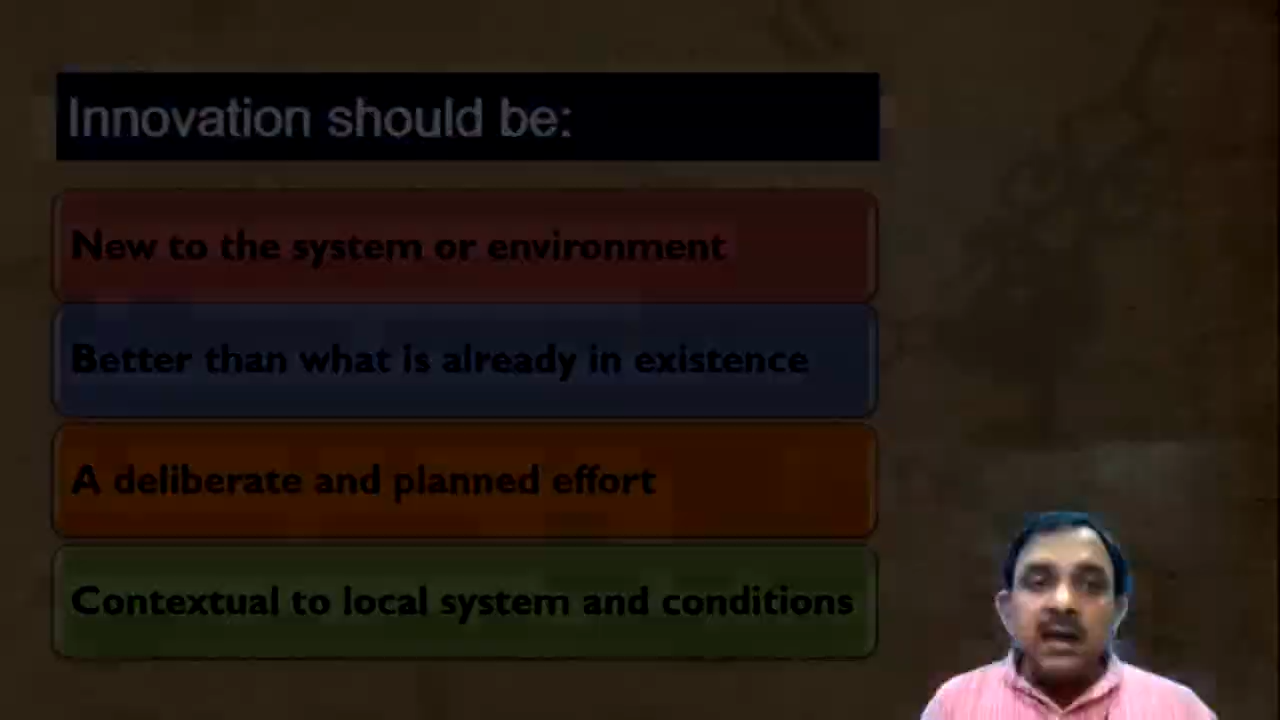 Innovation should be:
New to the system or environment
Better than what is already in existence
A deliberate and planned effort
Contextual to local system and conditions